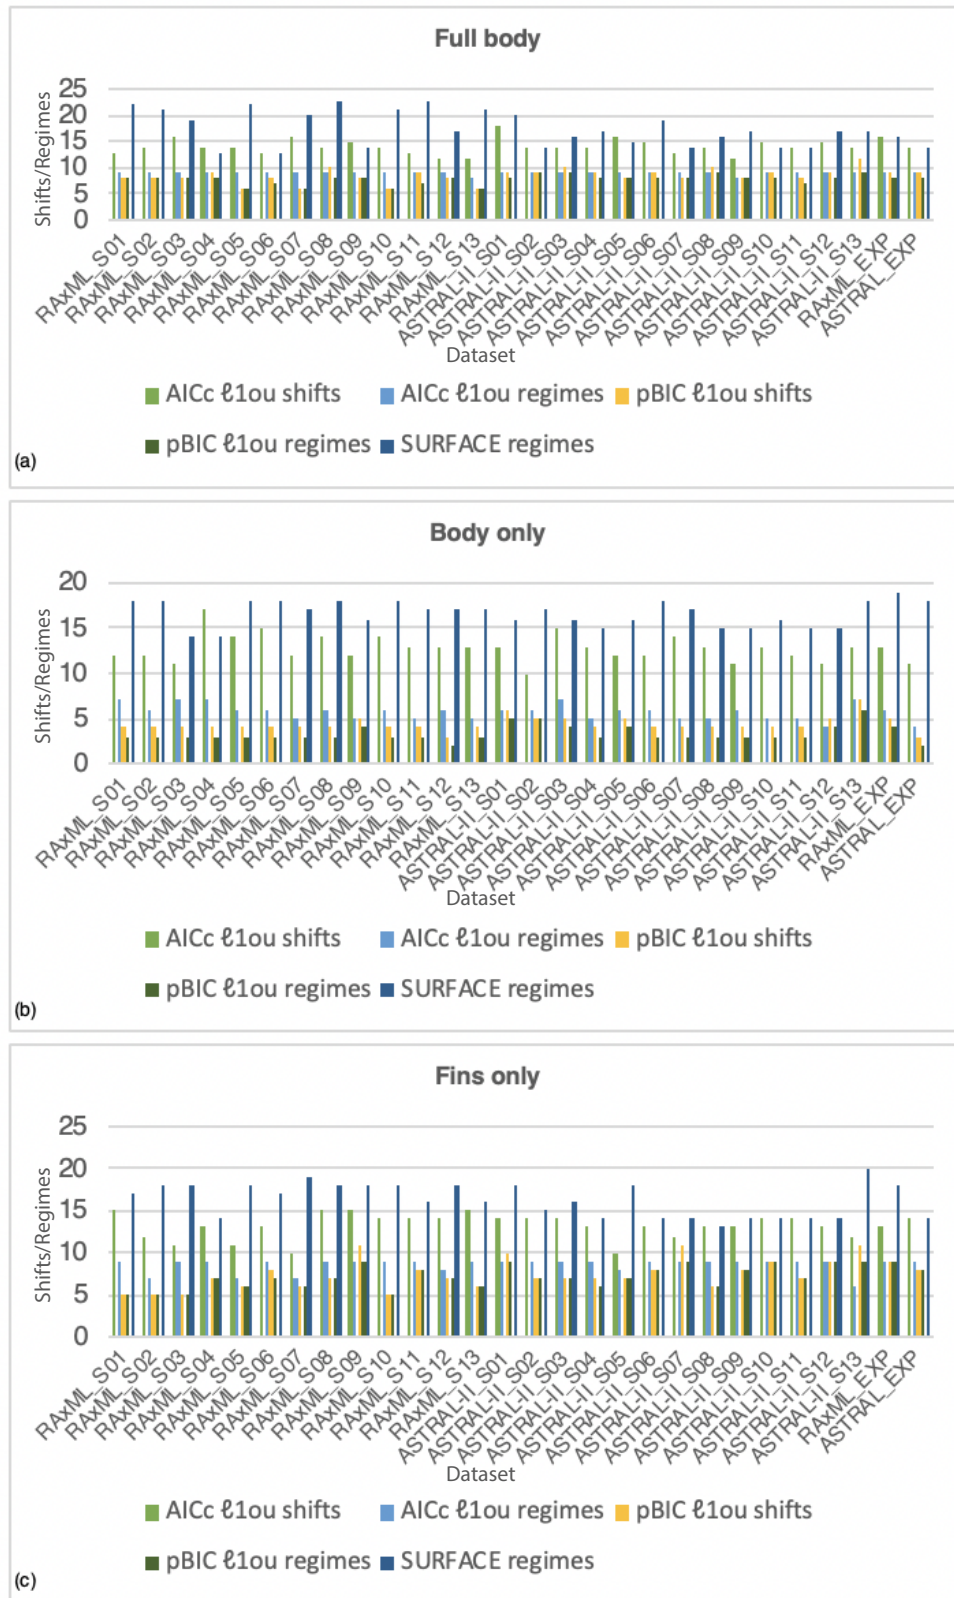 Full body
Shifts/Regimes
25
20
15
10
5
0
RAxML_S01
RAxML_S02
RAxML_S03
RAxML_S04
RAxML_S05
RAxML_S06
RAxML_S07
RAxML_S08
RAxML_S09
RAxML_S10
RAxML_S11
RAxML_S12
RAxML_S13
ASTRAL-II_S01
ASTRAL-II_S02
ASTRAL-II_S03
ASTRAL-II_S04
ASTRAL-II_S05
ASTRAL-II_S06
ASTRAL-II_S07
ASTRAL-II_S08
ASTRAL-II_S09
ASTRAL-II_S10
ASTRAL-II_S11
ASTRAL-II_S12
ASTRAL-II_S13
RAxML_EXP
ASTRAL_EXP
Dataset
AICc ℓ1ou shifts
AICc ℓ1ou regimes
pBIC ℓ1ou shifts
pBIC ℓ1ou regimes
SURFACE regimes
(a)
Body only
Shifts/Regimes
20
15
10
5
0
RAxML_S01
RAxML_S02
RAxML_S03
RAxML_S04
RAxML_S05
RAxML_S06
RAxML_S07
RAxML_S08
RAxML_S09
RAxML_S10
RAxML_S11
RAxML_S12
RAxML_S13
ASTRAL-II_S01
ASTRAL-II_S02
ASTRAL-II_S03
ASTRAL-II_S04
ASTRAL-II_S05
ASTRAL-II_S06
ASTRAL-II_S07
ASTRAL-II_S08
ASTRAL-II_S09
ASTRAL-II_S10
ASTRAL-II_S11
ASTRAL-II_S12
ASTRAL-II_S13
RAxML_EXP
ASTRAL_EXP
Dataset
AICc ℓ1ou shifts
AICc ℓ1ou regimes
pBIC ℓ1ou shifts
pBIC ℓ1ou regimes
SURFACE regimes
(b)
Fins only
Shifts/Regimes
25
20
15
10
5
0
RAxML_S01
RAxML_S02
RAxML_S03
RAxML_S04
RAxML_S05
RAxML_S06
RAxML_S07
RAxML_S08
RAxML_S09
RAxML_S10
RAxML_S11
RAxML_S12
RAxML_S13
ASTRAL-II_S01
ASTRAL-II_S02
ASTRAL-II_S03
ASTRAL-II_S04
ASTRAL-II_S05
ASTRAL-II_S06
ASTRAL-II_S07
ASTRAL-II_S08
ASTRAL-II_S09
ASTRAL-II_S10
ASTRAL-II_S11
ASTRAL-II_S12
ASTRAL-II_S13
RAxML_EXP
ASTRAL_EXP
Dataset
AICc ℓ1ou shifts
AICc ℓ1ou regimes
pBIC ℓ1ou shifts
pBIC ℓ1ou regimes
SURFACE regimes
(c)